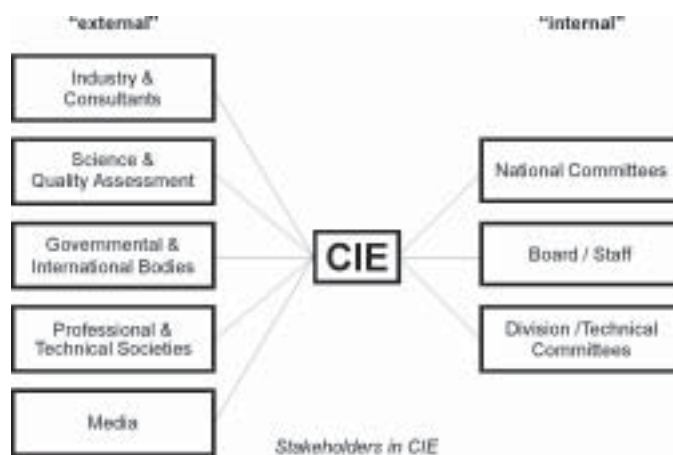 "external"
"internal"
Industry &
Consultants
Science &
Quality Assessment
Governmental &
International Bodies
Professional &
Technical Societies
Media
CIE
National Committees
Board / Staff
Division /Technical
Committees
Stakeholders in CIE